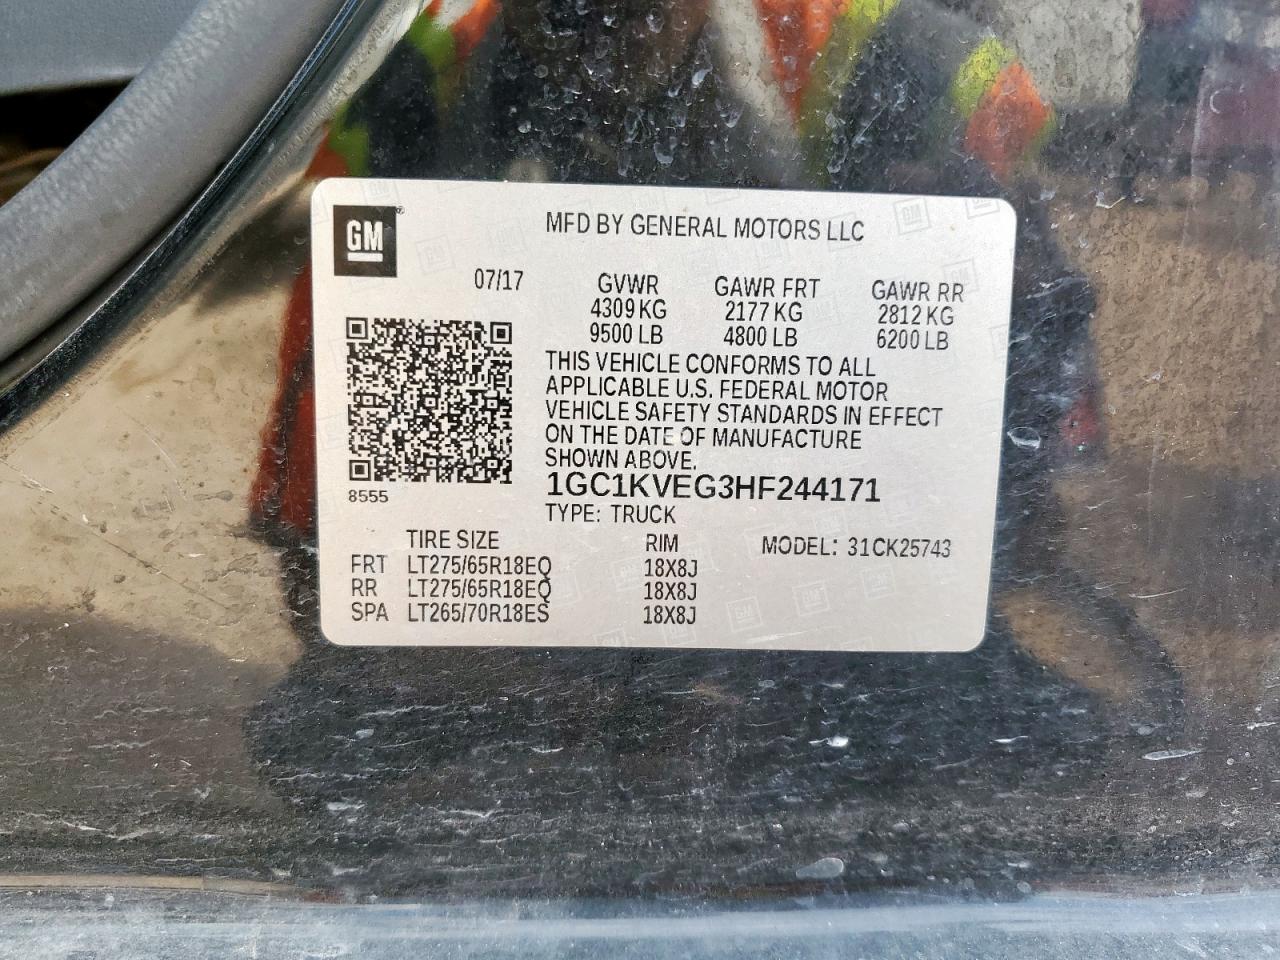 GM®
MFD BY GENERAL MOTORS LLC
07/17 GVWR GAWR FRT GAWR RR
4309 KG 2177 KG 2812 KG
9500 LB 4800 LB 6200 LB
THIS VEHICLE CONFORMS TO ALL
APPLICABLE U.S. FEDERAL MOTOR
VEHICLE SAFETY STANDARDS IN EFFECT
ON THE DATE OF MANUFACTURE
SHOWN ABOVE.
8555
1GC1KVEG3HF244171
TYPE: TRUCK
TIRE SIZE RIM MODEL: 31CK25743
FRT LT275/65R18EQ 18X8J
RR LT275/65R18EQ 18X8J
SPA LT265/70R18ES 18X8J